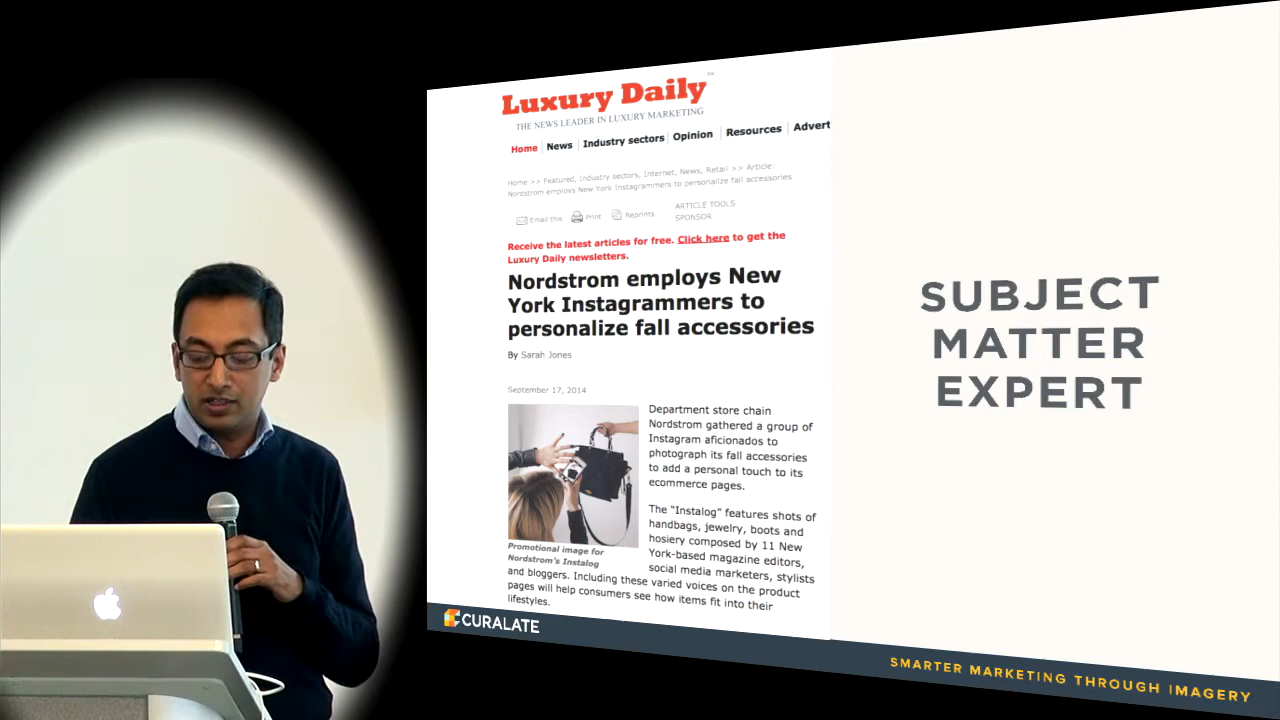 Luxury Daily™
THE NEWS LEADER IN LUXURY MARKETING
Home News Industry sectors Opinion Resources Advert
Home >> Featured, Industry sectors, Internet, News, Retail >> Article:
Nordstrom employs New York Instagrammers to personalize fall accessories
Email this Print Reprints
ARTICLE TOOLS
SPONSOR
Receive the latest articles for free. Click here to get the
Luxury Daily newsletters.
Nordstrom employs New
York Instagrammers to
personalize fall accessories
By Sarah Jones
September 17, 2014
Department store chain
Nordstrom gathered a group of
Instagram aficionados to
photograph its fall accessories
to add a personal touch to its
ecommerce pages.
The “Instalog” features shots of
handbags, jewelry, boots and
hosiery composed by 11 New
York-based magazine editors,
social media marketers, stylists
and bloggers. Including these varied voices on the product
pages will help consumers see how items fit into their
lifestyles.
Promotional image for
Nordstrom's Instalog
SUBJECT
MATTER
EXPERT
CURALATE
SMARTER MARKETING THROUGH IMAGERY